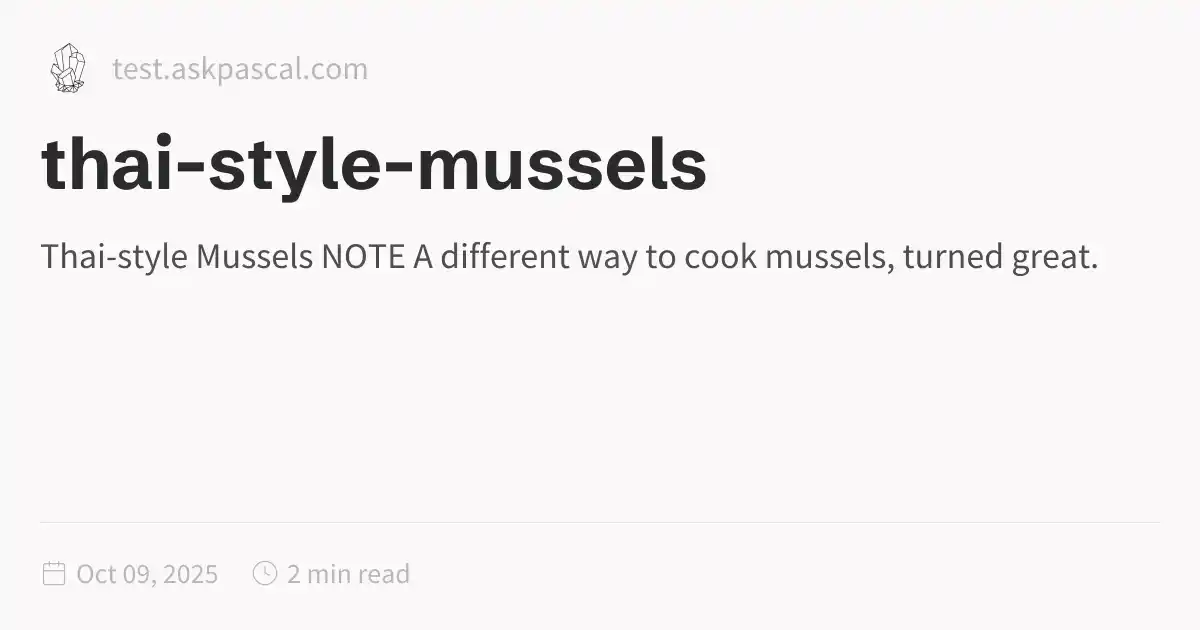 test.askpascal.com
thai-style-mussels
Thai-style Mussels NOTE A different way to cook mussels, turned great.
Oct 09, 2025 2 min read